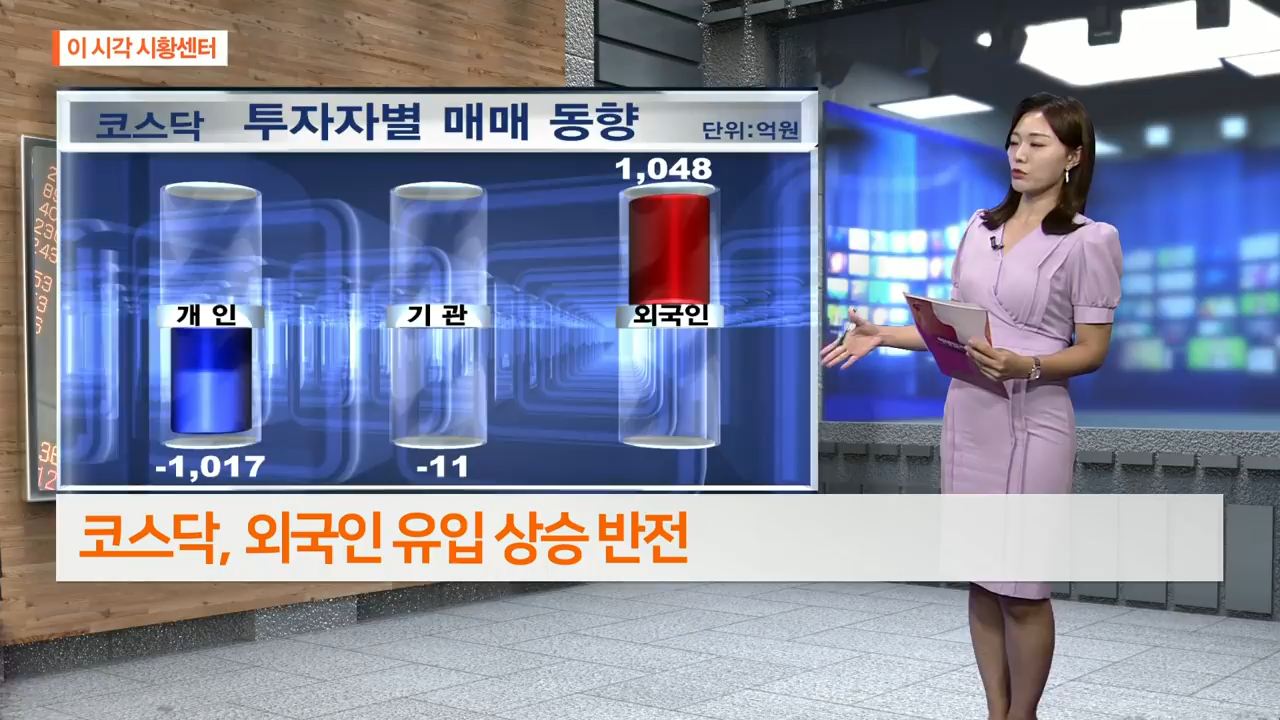 이 시각 시황센터
코스닥 투자자별 매매 동향 단위:억원
1,048
개 인 기 관 외국인
-1,017 -11
코스닥, 외국인 유입 상승 반전